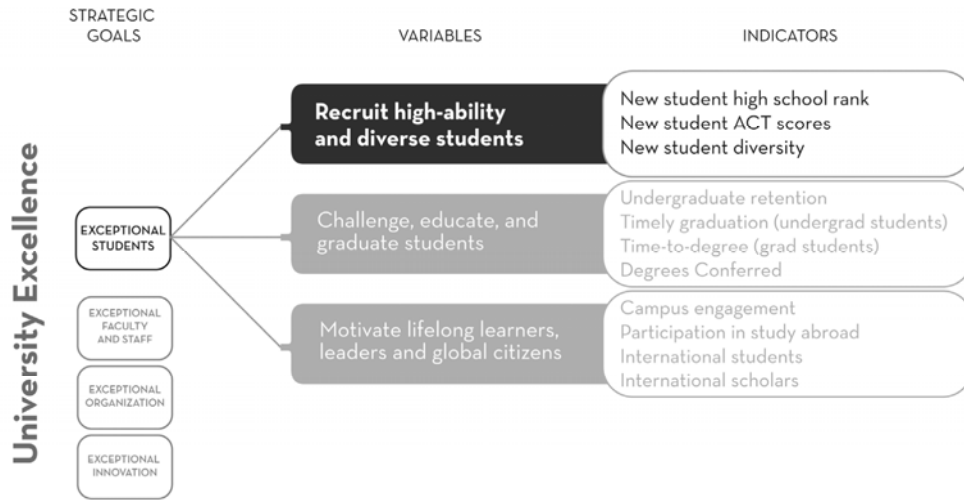 STRATEGIC
GOALS
VARIABLES
INDICATORS
University Excellence
EXCEPTIONAL
STUDENTS
EXCEPTIONAL
FACULTY
AND STAFF
EXCEPTIONAL
ORGANIZATION
EXCEPTIONAL
INNOVATION
Recruit high-ability
and diverse students
New student high school rank
New student ACT scores
New student diversity
Challenge, educate, and
graduate students
Undergraduate retention
Timely graduation (undergrad students)
Time-to-degree (grad students)
Degrees Conferred
Motivate lifelong learners,
leaders and global citizens
Campus engagement
Participation in study abroad
International students
International scholars